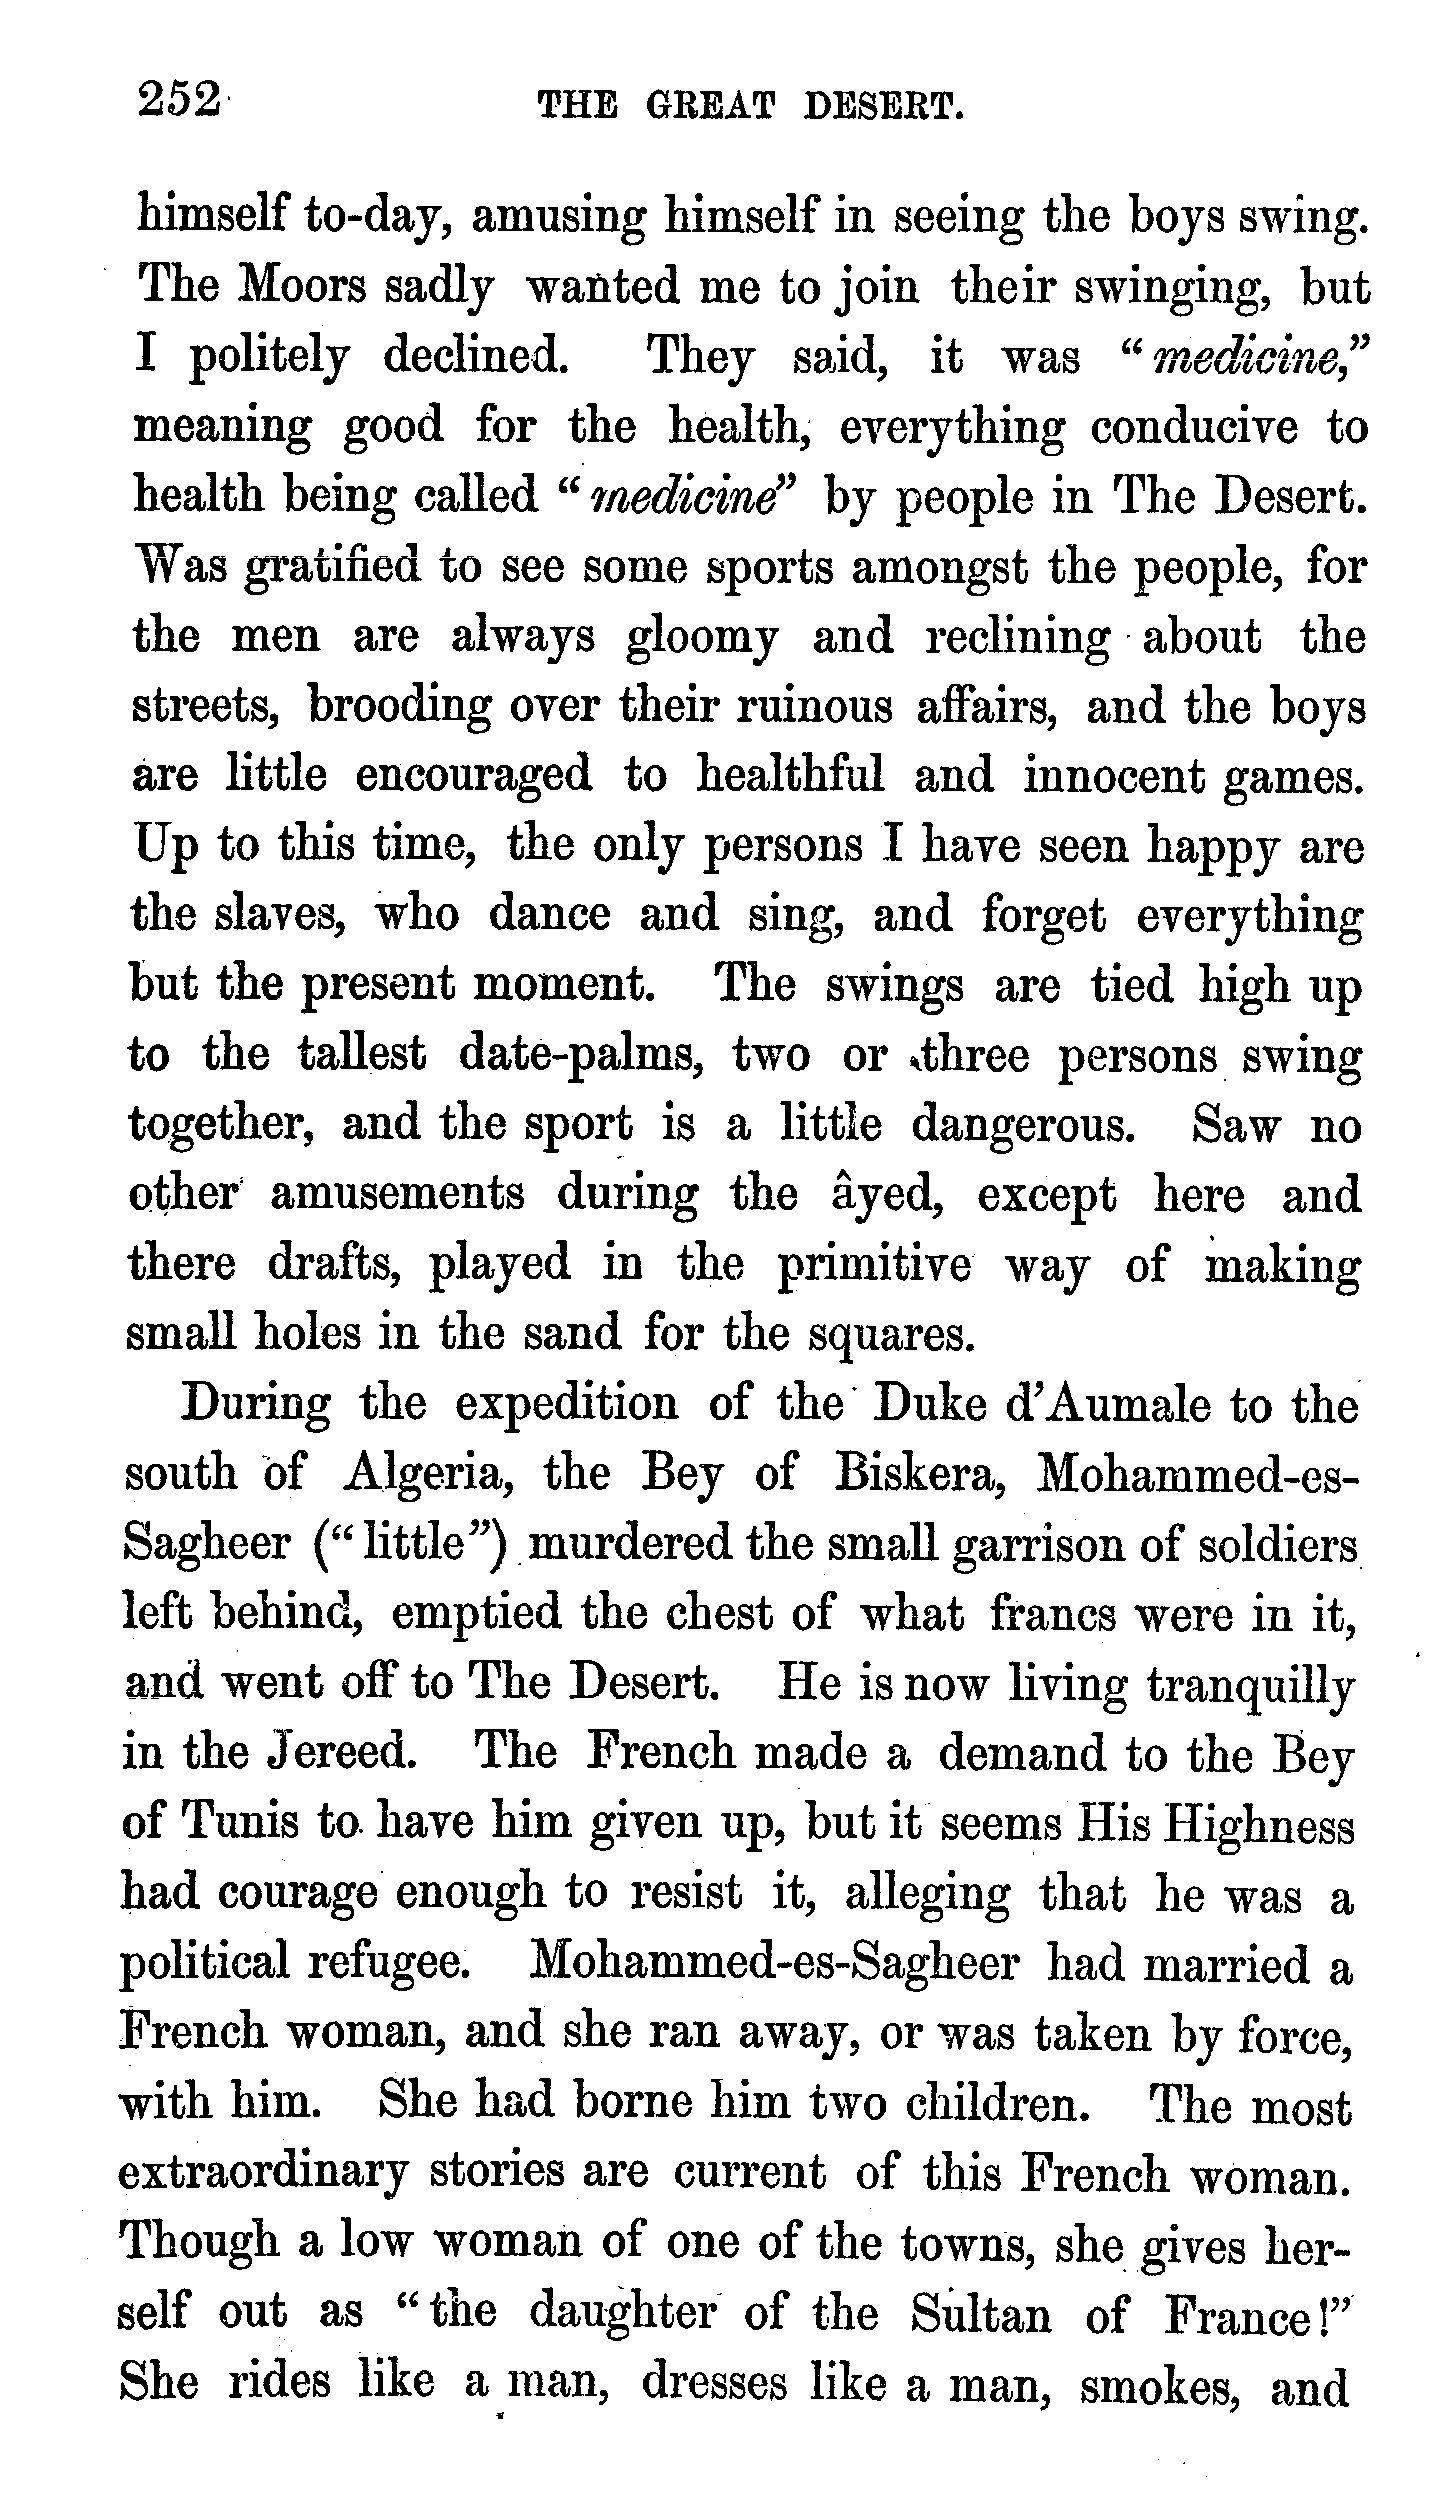 252 THE GREAT DESERT.
himself to-day, amusing himself in seeing the boys swing.
The Moors sadly wanted me to join their swinging, but
I politely declined. They said, it was “medicine,”
meaning good for the health, everything conducive to
health being called “medicine” by people in The Desert.
Was gratified to see some sports amongst the people, for
the men are always gloomy and reclining about the
streets, brooding over their ruinous affairs, and the boys
are little encouraged to healthful and innocent games.
Up to this time, the only persons I have seen happy are
the slaves, who dance and sing, and forget everything
but the present moment. The swings are tied high up
to the tallest date-palms, two or three persons swing
together, and the sport is a little dangerous. Saw no
other amusements during the âyed, except here and
there drafts, played in the primitive way of making
small holes in the sand for the squares.
During the expedition of the Duke d'Aumale to the
south of Algeria, the Bey of Biskera, Mohammed-es-
Sagheer (“little”) murdered the small garrison of soldiers
left behind, emptied the chest of what francs were in it,
and went off to The Desert. He is now living tranquilly
in the Jereed. The French made a demand to the Bey
of Tunis to have him given up, but it seems His Highness
had courage enough to resist it, alleging that he was a
political refugee. Mohammed-es-Sagheer had married a
French woman, and she ran away, or was taken by force,
with him. She had borne him two children. The most
extraordinary stories are current of this French woman.
Though a low woman of one of the towns, she gives her-
self out as “the daughter of the Sultan of France!”
She rides like a man, dresses like a man, smokes, and